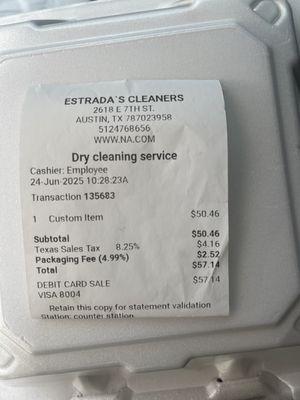 ESTRADA`S CLEANERS
2618 E 7TH ST.
AUSTIN, TX 787023958
5124768656
WWW.NA.COM
Dry cleaning service
Cashier: Employee
24-Jun-2025 10:28:23A
Transaction 135683
1 Custom Item $50.46
Subtotal $50.46
Texas Sales Tax 8.25% $4.16
Packaging Fee (4.99%) $2.52
Total $57.14
DEBIT CARD SALE $57.14
VISA 8004
Retain this copy for statement validation
Station: counter station